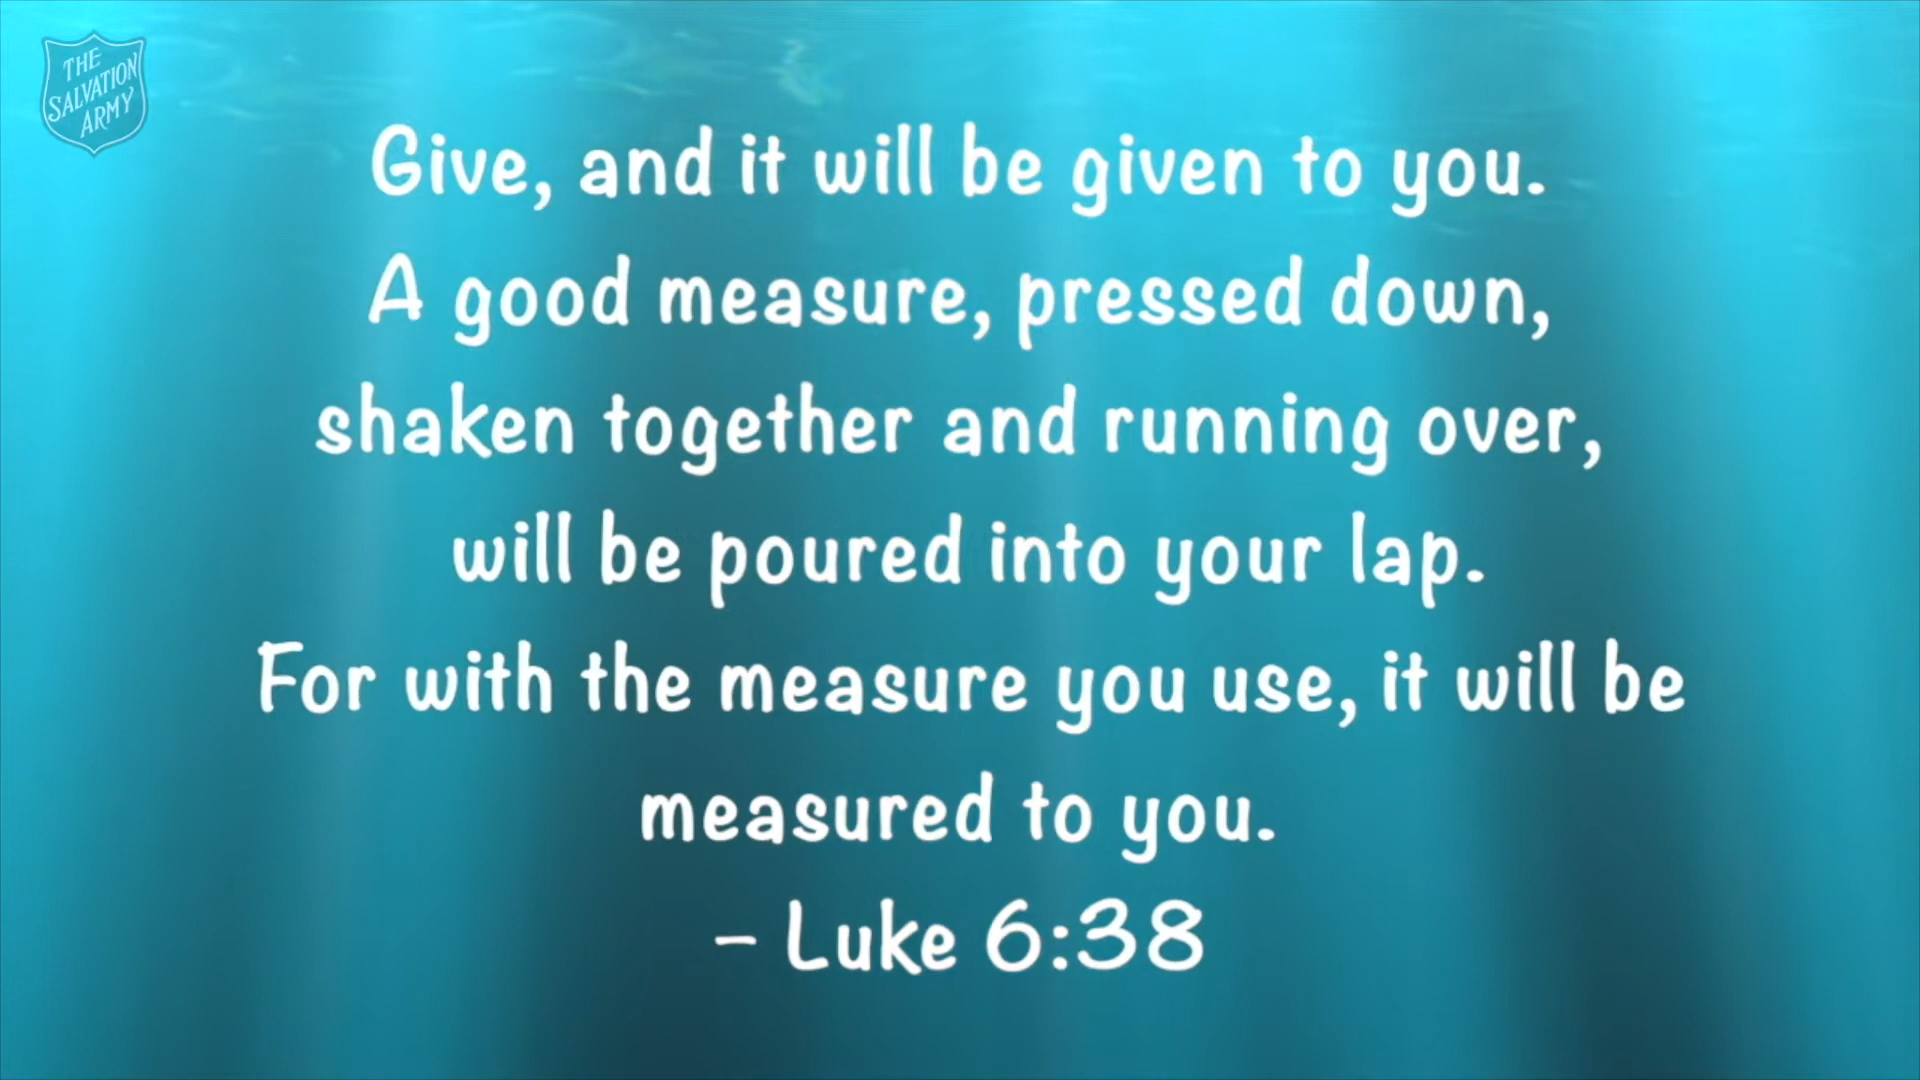 THE
SALVATION
ARMY
Give, and it will be given to you.
A good measure, pressed down,
shaken together and running over,
will be poured into your lap.
For with the measure you use, it will be
measured to you.
– Luke 6:38